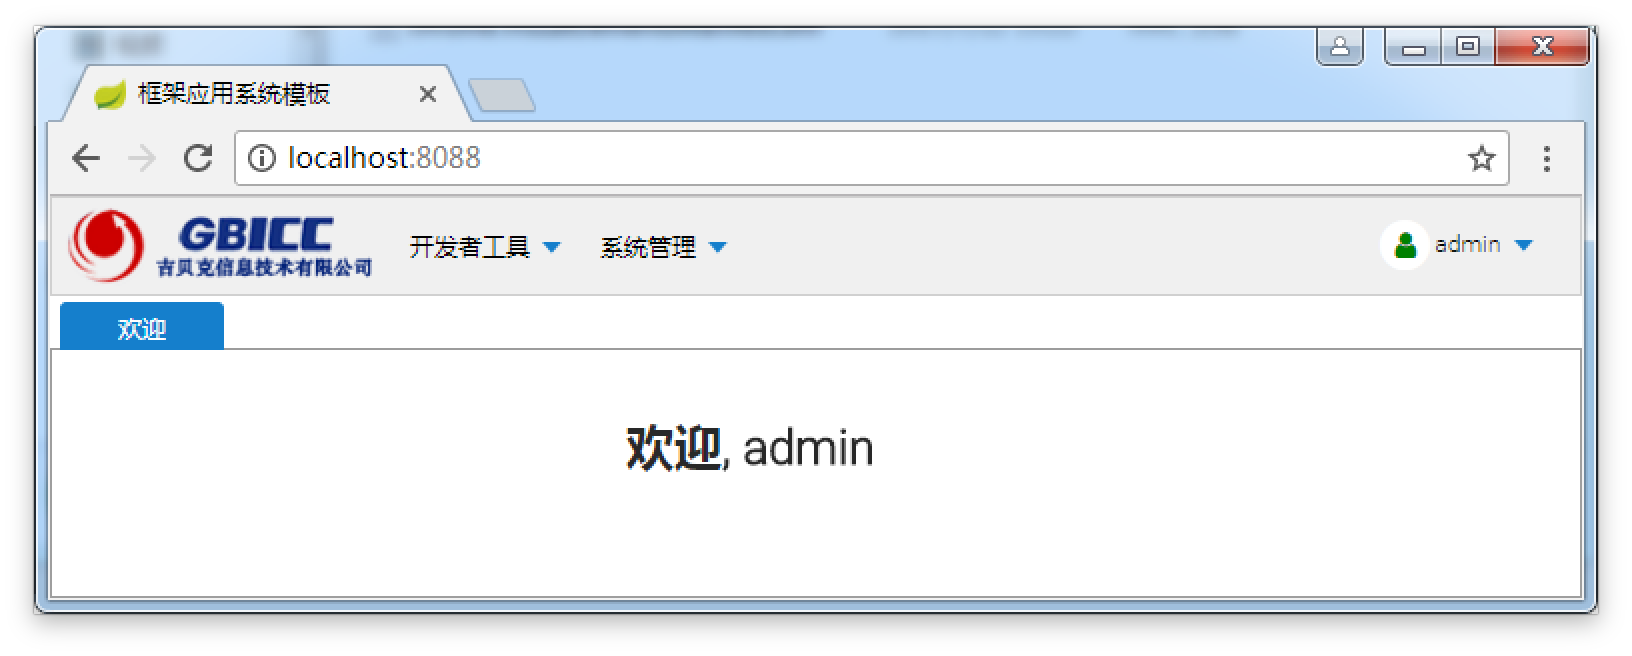 框架应用系统模板
localhost:8088
GBICC
吉贝克信息技术有限公司
开发者工具
系统管理
admin
欢迎
欢迎, admin